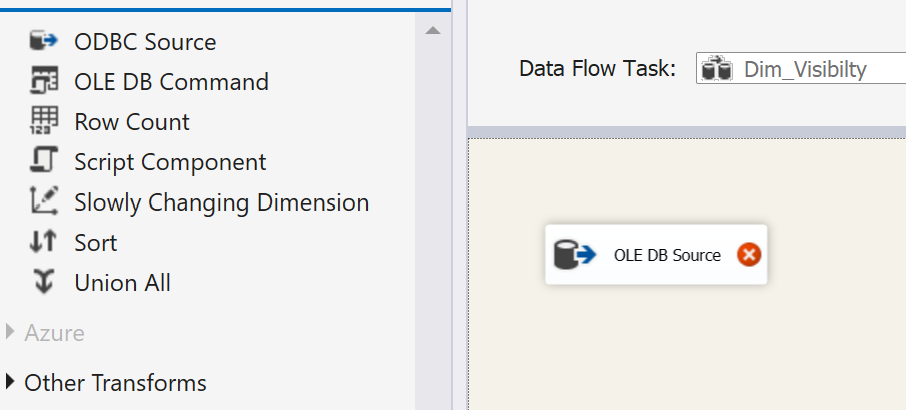 ODBC Source
OLE DB Command
Row Count
123
Script Component
Slowly Changing Dimension
Sort
Union All
Azure
Other Transforms
Data Flow Task: Dim_Visibilty
OLE DB Source